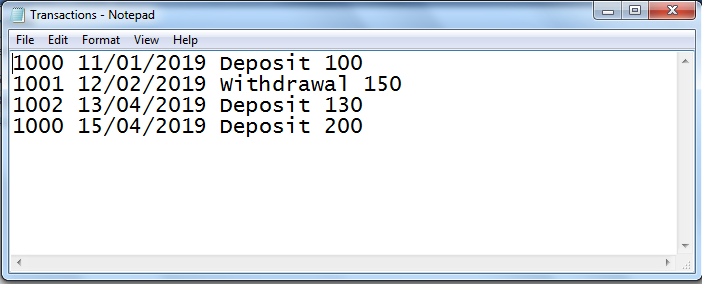 Transactions - Notepad
File Edit Format View Help
1000 11/01/2019 Deposit 100
1001 12/02/2019 Withdrawal 150
1002 13/04/2019 Deposit 130
1000 15/04/2019 Deposit 200